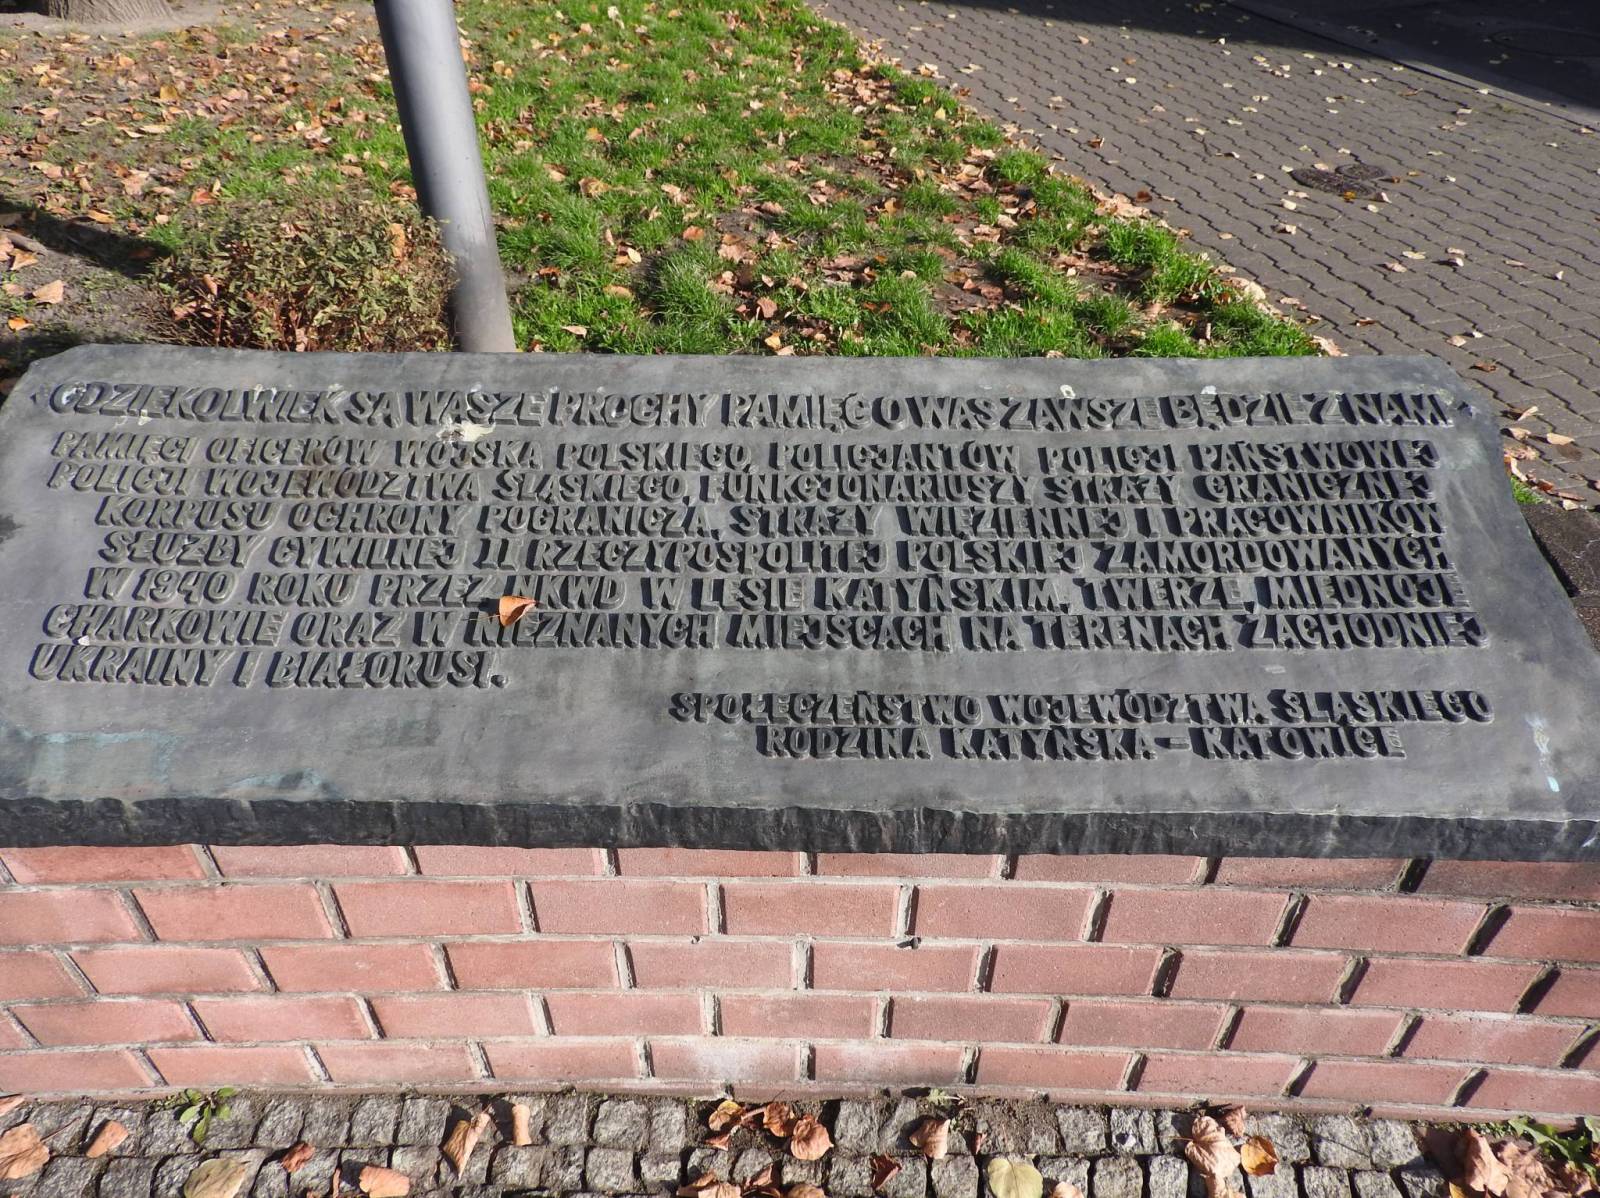 GDZIEKOLWIEK SĄ WASZE PROCHY PAMIĘĆ O WAS ZAWSZE BĘDZIE Z NAMI
PAMIĘCI OFICERÓW WOJSKA POLSKIEGO, POLICJANTÓW POLICJI PAŃSTWOWEJ
POLICJI WOJEWÓDZTWA ŚLĄSKIEGO, FUNKCJONARIUSZY STRAŻY GRANICZNEJ
KORPUSU OCHRONY POGRANICZA, STRAŻY WIĘZIENNEJ I PRACOWNIKÓW
SŁUŻBY CYWILNEJ II RZECZYPOSPOLITEJ POLSKIEJ ZAMORDOWANYCH
W 1940 ROKU PRZEZ NKWD W LESIE KATYŃSKIM, TWERZE, MIEDNOJE
CHARKOWIE ORAZ W NIEZNANYCH MIEJSCACH NA TERENACH ZACHODNIEJ
UKRAINY I BIAŁORUSI.
SPOŁECZEŃSTWO WOJEWÓDZTWA ŚLĄSKIEGO
RODZINA KATYŃSKA - KATOWICE